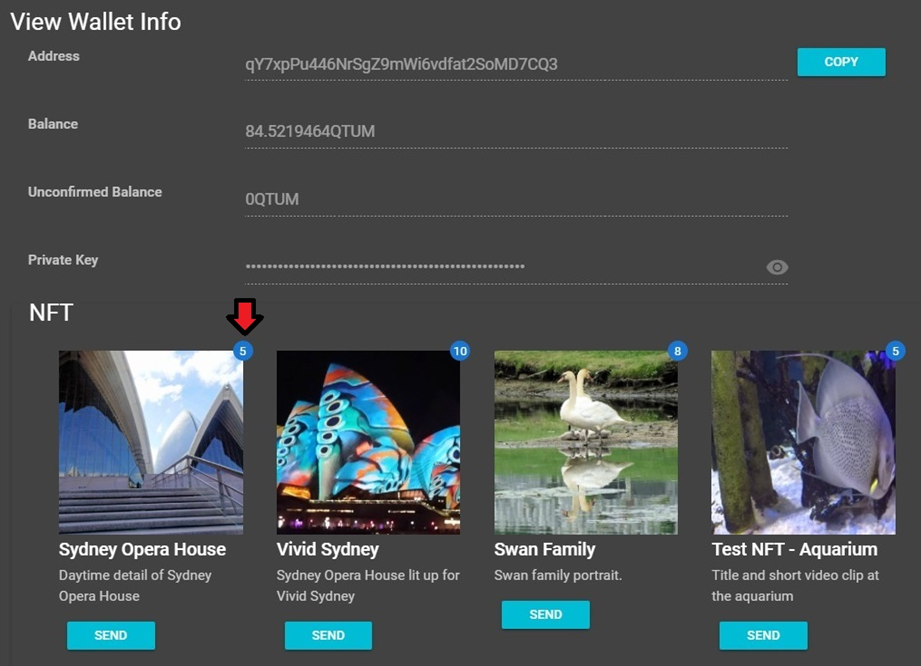 View Wallet Info
Address
qY7xpPu446NrSgZ9mWi6vdfat2SoMD7CQ3
COPY
Balance
84.5219464QTUM
Unconfirmed Balance
0QTUM
Private Key
NFT
5
10
8
5
Sydney Opera House
Daytime detail of Sydney
Opera House
SEND
Vivid Sydney
Sydney Opera House lit up for
Vivid Sydney
SEND
Swan Family
Swan family portrait.
SEND
Test NFT - Aquarium
Title and short video clip at
the aquarium
SEND